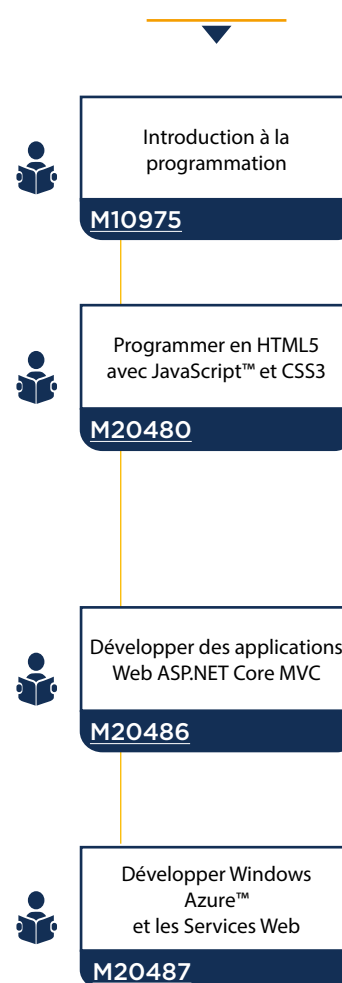 Introduction à la
programmation
M10975
Programmer en HTML5
avec JavaScript™ et CSS3
M20480
Développer des applications
Web ASP.NET Core MVC
M20486
Développer Windows
Azure™
et les Services Web
M20487